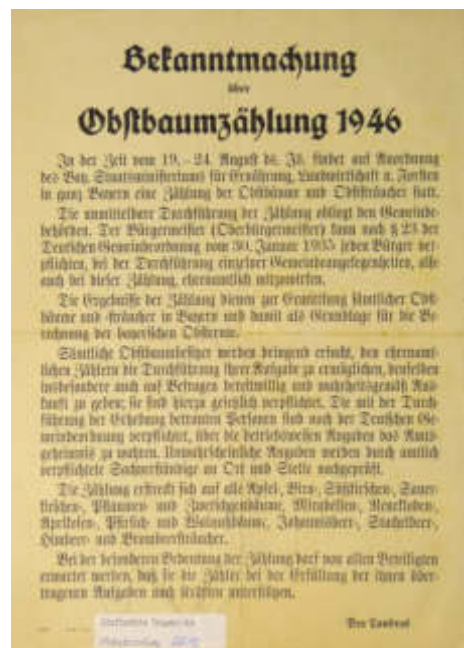 Bekanntmachung
über
Obstbaumzählung 1946
In der Zeit vom 19. – 24. August ds. Js. findet auf Anordnung
des Bay. Staatsministeriums für Ernährung, Landwirtschaft u. Forsten
in ganz Bayern eine Zählung der Obstbäume und Obststräucher statt.
Die unmittelbare Durchführung der Zählung obliegt den Gemeinde-
behörden. Der Bürgermeister (Oberbürgermeister) kann nach § 23 der
Deutschen Gemeindeordnung vom 30. Januar 1935 jeden Bürger ver-
pflichten, bei der Durchführung einzelner Gemeindeangelegenheiten, also
auch bei dieser Zählung, ehrenamtlich mitzuwirken.
Die Ergebnisse der Zählung dienen zur Ermittlung sämtlicher Obst-
bäume und -sträucher in Bayern und damit als Grundlage für die Be-
rechnung der bayerischen Obsternte.
Sämtliche Obstbaumbesitzer werden dringend ersucht, den ehrenamt-
lichen Zählern die Durchführung ihrer Aufgabe zu ermöglichen, denselben
insbesondere auch auf Befragen bereitwillig und wahrheitsgemäß Aus-
kunft zu geben; sie sind hierzu gesetzlich verpflichtet. Die mit der Durch-
führung der Erhebung betrauten Personen sind nach der Deutschen Ge-
meindeordnung verpflichtet, über die betriebsweisen Angaben das Amts-
geheimnis zu wahren. Unwahrscheinliche Angaben werden durch amtlich
verpflichtete Sachverständige an Ort und Stelle nachgeprüft.
Die Zählung erstreckt sich auf alle Apfel-, Birn-, Süßkirschen-, Sauer-
kirschen-, Pflaumen- und Zwetschgenbäume, Mirabellen-, Renekloden-,
Aprikosen-, Pfirsich- und Walnußbäume, Johannisbeer-, Stachelbeer-,
Himbeer- und Brombeersträucher.
Bei der besonderen Bedeutung der Zählung darf von allen Beteiligten
erwartet werden, daß sie die Zähler bei der Erfüllung der ihnen über-
tragenen Aufgaben nach Kräften unterstützen.
Der Landrat